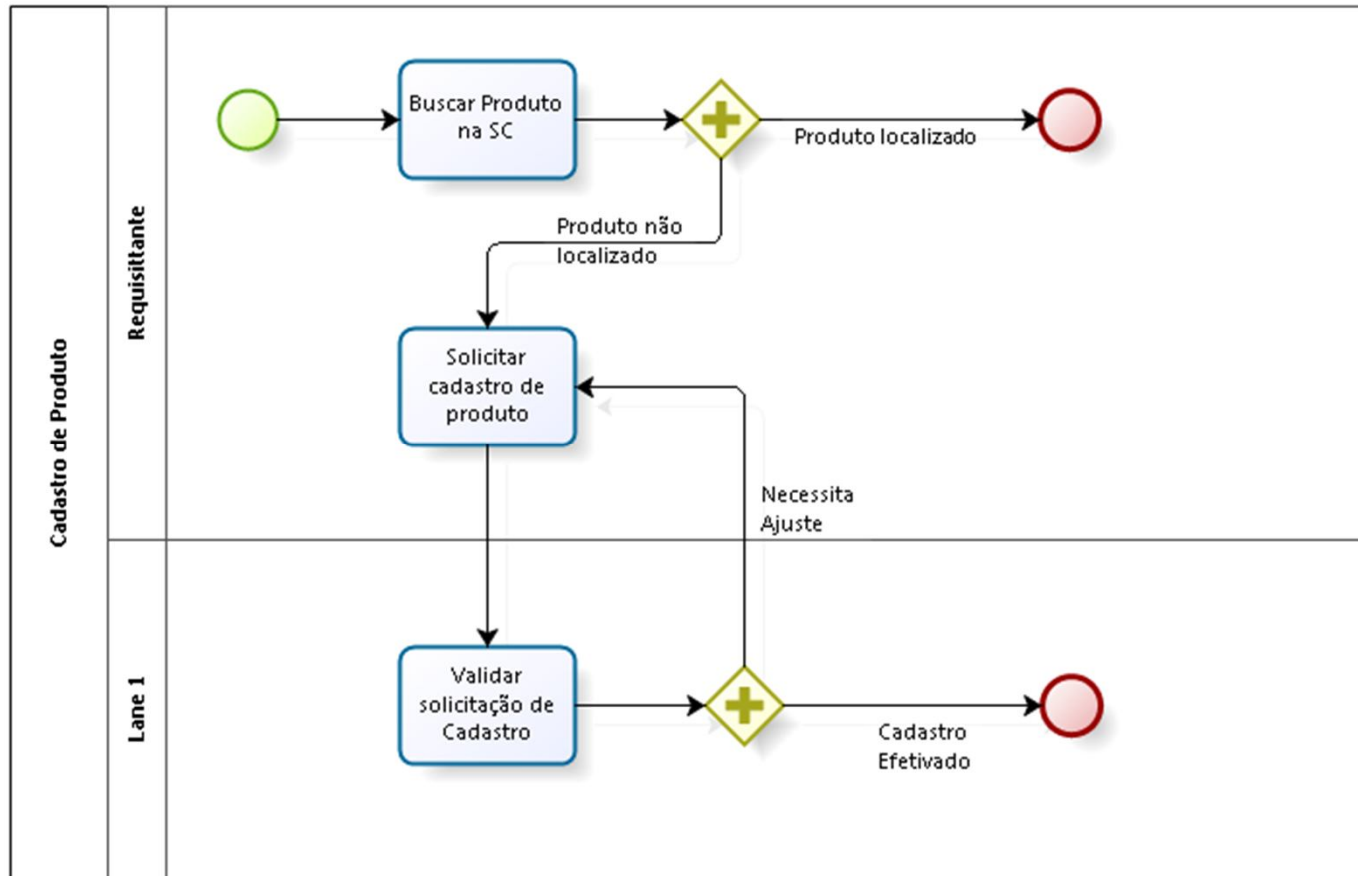 Cadastro de Produto
Requisittante
Buscar Produto
na SC
Produto localizado
Produto não
localizado
Solicitar
cadastro de
produto
Necessita
Ajuste
Lane 1
Validar
solicitação de
Cadastro
Cadastro
Efetivado